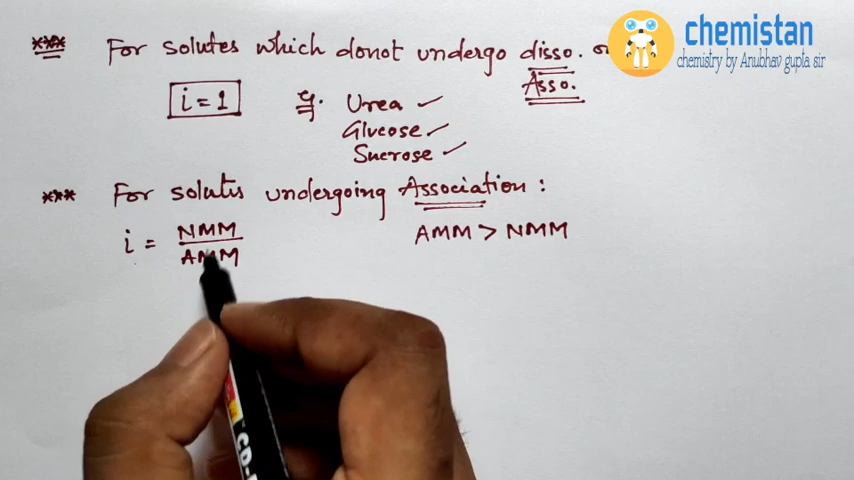 *** For solutes which donot undergo disso. o
Asso.
i = 1 eg. Urea ✓
Glucose ✓
Sucrose ✓
*** For solutes undergoing Association :
i = NMM
AMM
AMM > NMM
chemistan
chemistry by Anubhav gupta sir
CD-